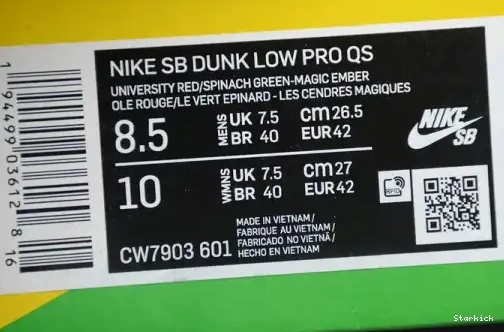 NIKE SB DUNK LOW PRO QS
UNIVERSITY RED/SPINACH GREEN-MAGIC EMBER
OLE ROUGE/LE VERT EPINARD - LES CENDRES MAGIQUES
8.5 MENS UK 7.5 cm 26.5
BR 40 EUR 42
10 WMNS UK 7.5 cm 27
BR 40 EUR 42
NIKE
SB
RFID
MADE IN VIETNAM /
FABRIQUE AU VIETNAM /
FABRICADO NO VIETNÃ /
HECHO EN VIETNAM
CW7903 601
1 94499 03612 8 16
Starkick